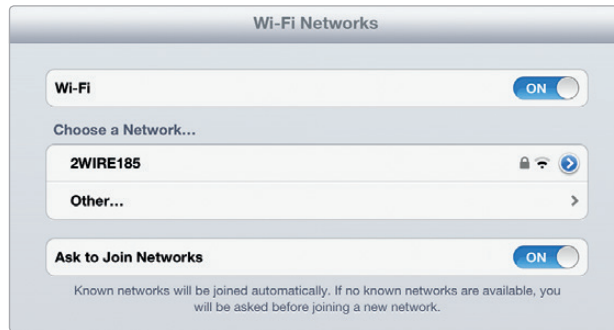 Wi-Fi Networks
Wi-Fi
ON
Choose a Network...
2WIRE185
Other...
Ask to Join Networks
ON
Known networks will be joined automatically. If no known networks are available, you
will be asked before joining a new network.